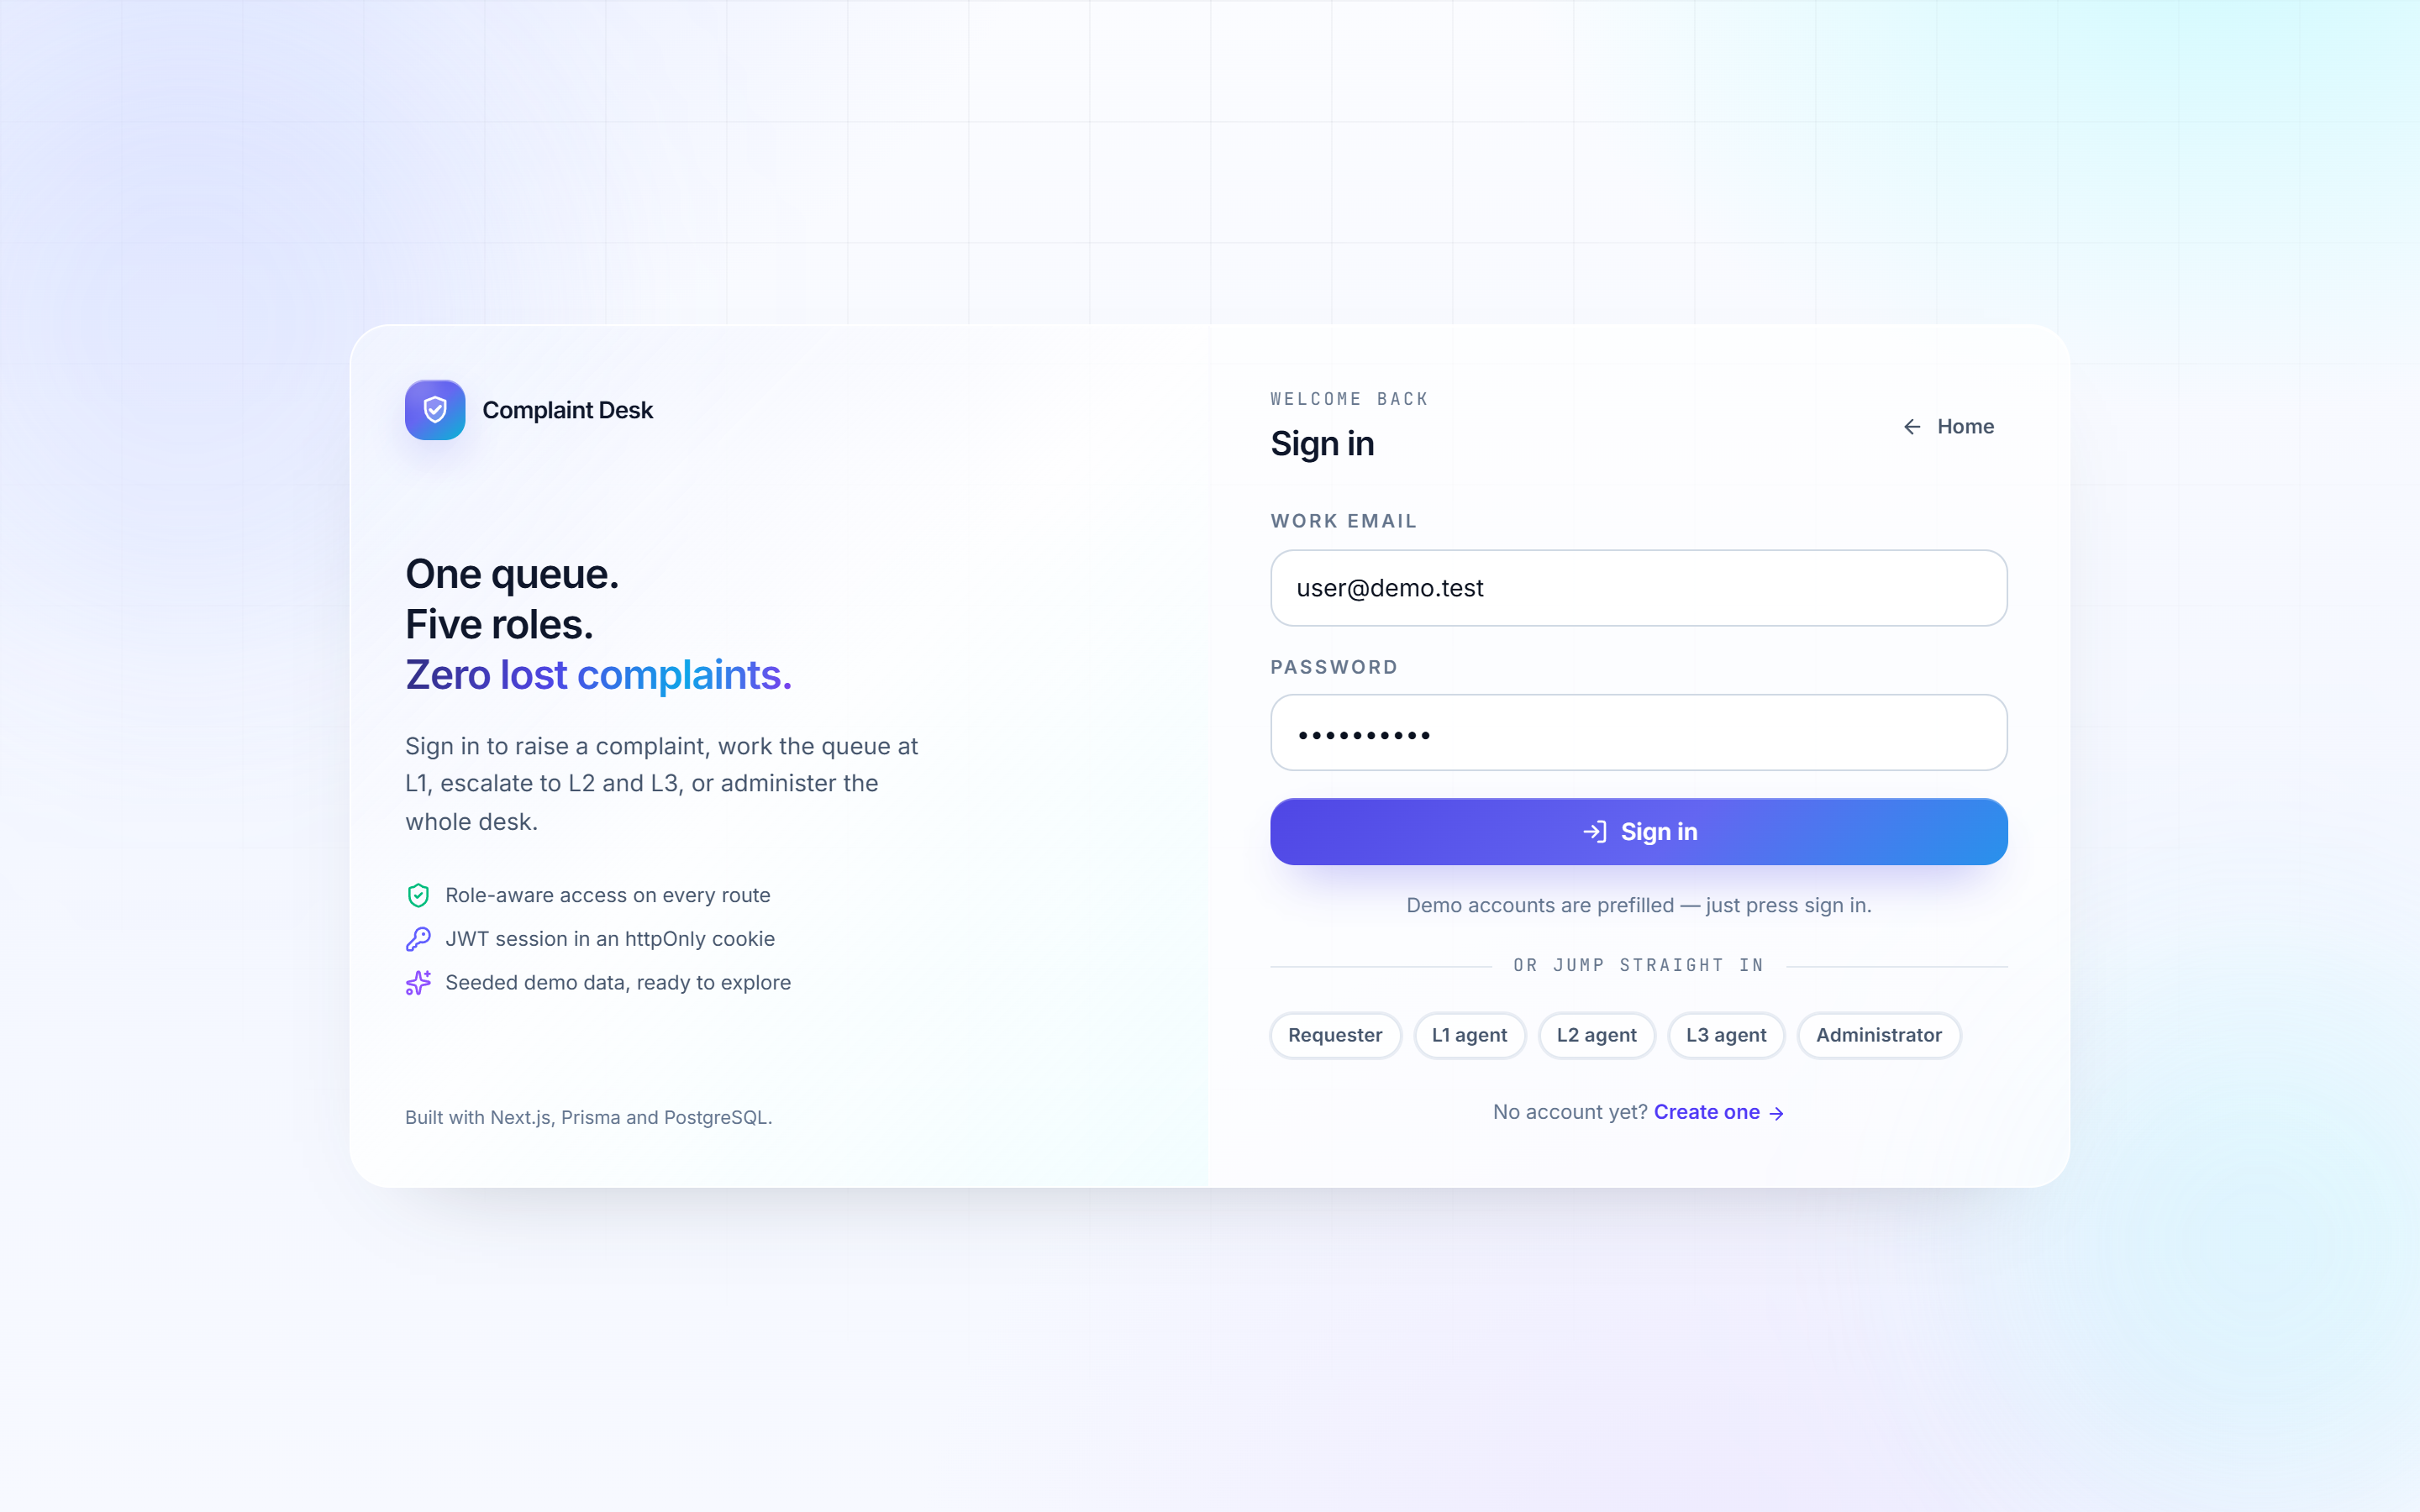 Complaint Desk
One queue.
Five roles.
Zero lost complaints.
Sign in to raise a complaint, work the queue at
L1, escalate to L2 and L3, or administer the
whole desk.
Role-aware access on every route
JWT session in an httpOnly cookie
Seeded demo data, ready to explore
Built with Next.js, Prisma and PostgreSQL.
WELCOME BACK
Sign in
Home
WORK EMAIL
user@demo.test
PASSWORD
••••••••••
Sign in
Demo accounts are prefilled — just press sign in.
OR JUMP STRAIGHT IN
Requester L1 agent L2 agent L3 agent Administrator
No account yet? Create one →